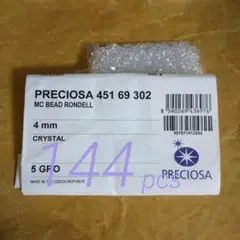 PRECIOSA 451 69 302
MC BEAD RONDELL
4 mm
CRYSTAL
5 GRO
144 pcs
MADE IN CZECH REPUBLIC
PRECIOSA